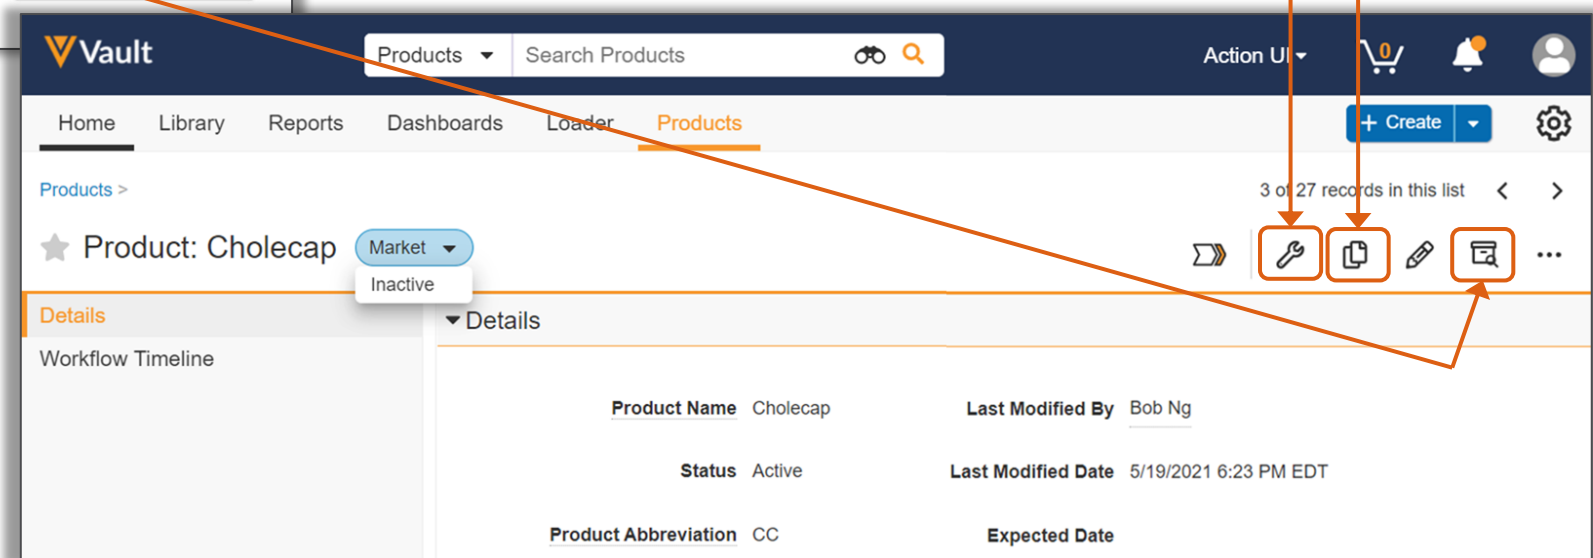 Vault
Products
Search Products
Action UI
0
Home Library Reports Dashboards Loader Products
+ Create
Products >
3 of 27 records in this list < >
Product: Cholecap
Market
Inactive
Details
Workflow Timeline
Details
Product Name Cholecap Last Modified By Bob Ng
Status Active Last Modified Date 5/19/2021 6:23 PM EDT
Product Abbreviation CC Expected Date